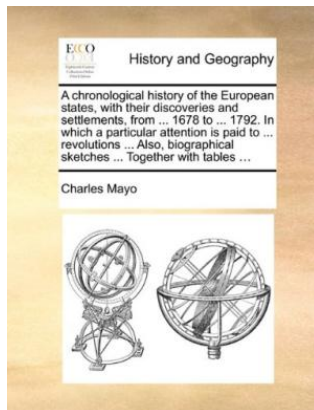 ECCO
History and Geography
A chronological history of the European
states, with their discoveries and
settlements, from ... 1678 to ... 1792. In
which a particular attention is paid to ...
revolutions ... Also, biographical
sketches ... Together with tables ...
Charles Mayo